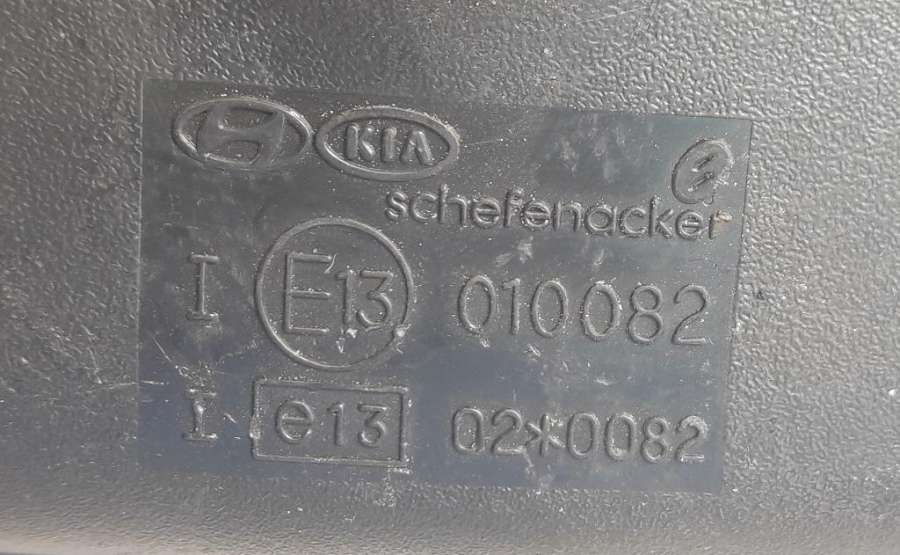 KIA
schefenacker
I E13 010082
I e13 02*0082